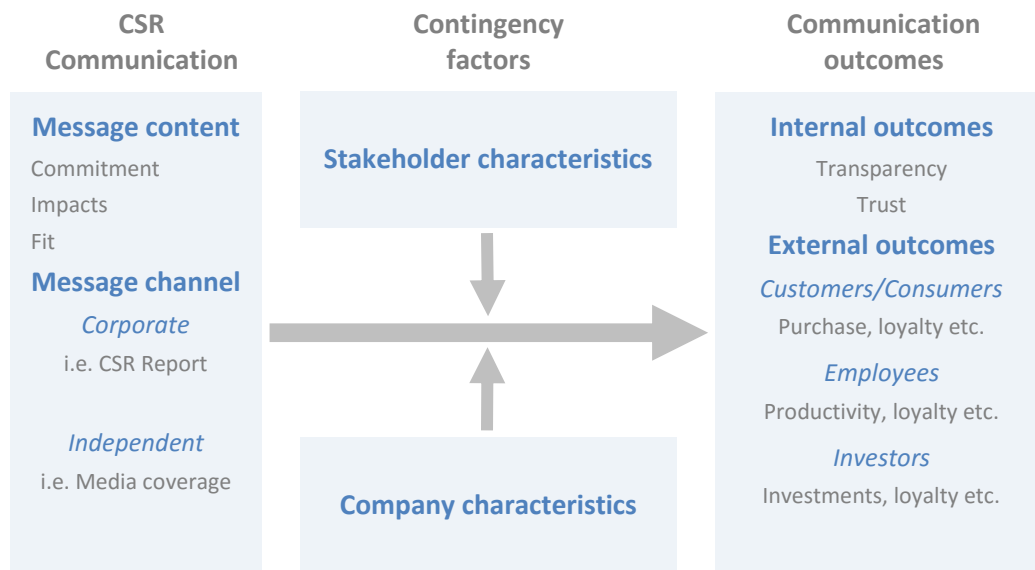 CSR
Communication
Contingency
factors
Communication
outcomes
Message content
Commitment
Impacts
Fit
Message channel
Corporate
i.e. CSR Report
Independent
i.e. Media coverage
Stakeholder characteristics
Company characteristics
Internal outcomes
Transparency
Trust
External outcomes
Customers/Consumers
Purchase, loyalty etc.
Employees
Productivity, loyalty etc.
Investors
Investments, loyalty etc.